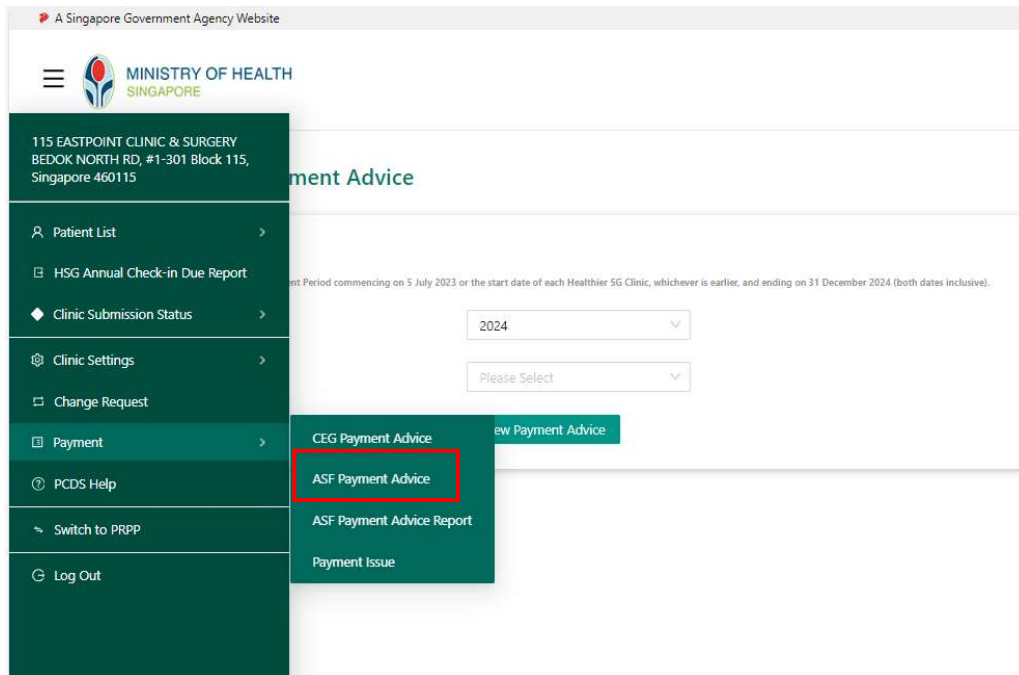 A Singapore Government Agency Website
MINISTRY OF HEALTH
SINGAPORE
115 EASTPOINT CLINIC & SURGERY
BEDOK NORTH RD, #1-301 Block 115,
Singapore 460115
ment Advice
Patient List
HSG Annual Check-in Due Report
ent Period commencing on 5 July 2023 or the start date of each Healthier SG Clinic, whichever is earlier, and ending on 31 December 2024 (both dates inclusive).
Clinic Submission Status
2024
Clinic Settings
Please Select
Change Request
Payment
CEG Payment Advice
ew Payment Advice
ASF Payment Advice
PCDS Help
ASF Payment Advice Report
Switch to PRPP
Payment Issue
Log Out